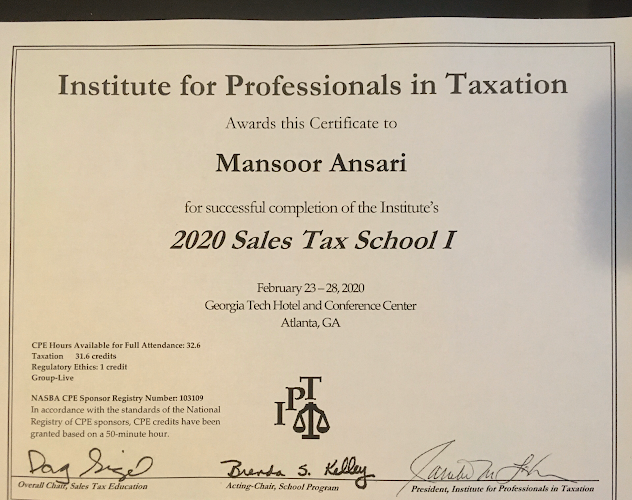 Institute for Professionals in Taxation
Awards this Certificate to
Mansoor Ansari
for successful completion of the Institute's
2020 Sales Tax School I
February 23 – 28, 2020
Georgia Tech Hotel and Conference Center
Atlanta, GA
CPE Hours Available for Full Attendance: 32.6
Taxation 31.6 credits
Regulatory Ethics: 1 credit
Group-Live
NASBA CPE Sponsor Registry Number: 103109
In accordance with the standards of the National
Registry of CPE sponsors, CPE credits have been
granted based on a 50-minute hour.
IPT
Brenda S. Kelley
Overall Chair, Sales Tax Education
Acting-Chair, School Program
President, Institute for Professionals in Taxation